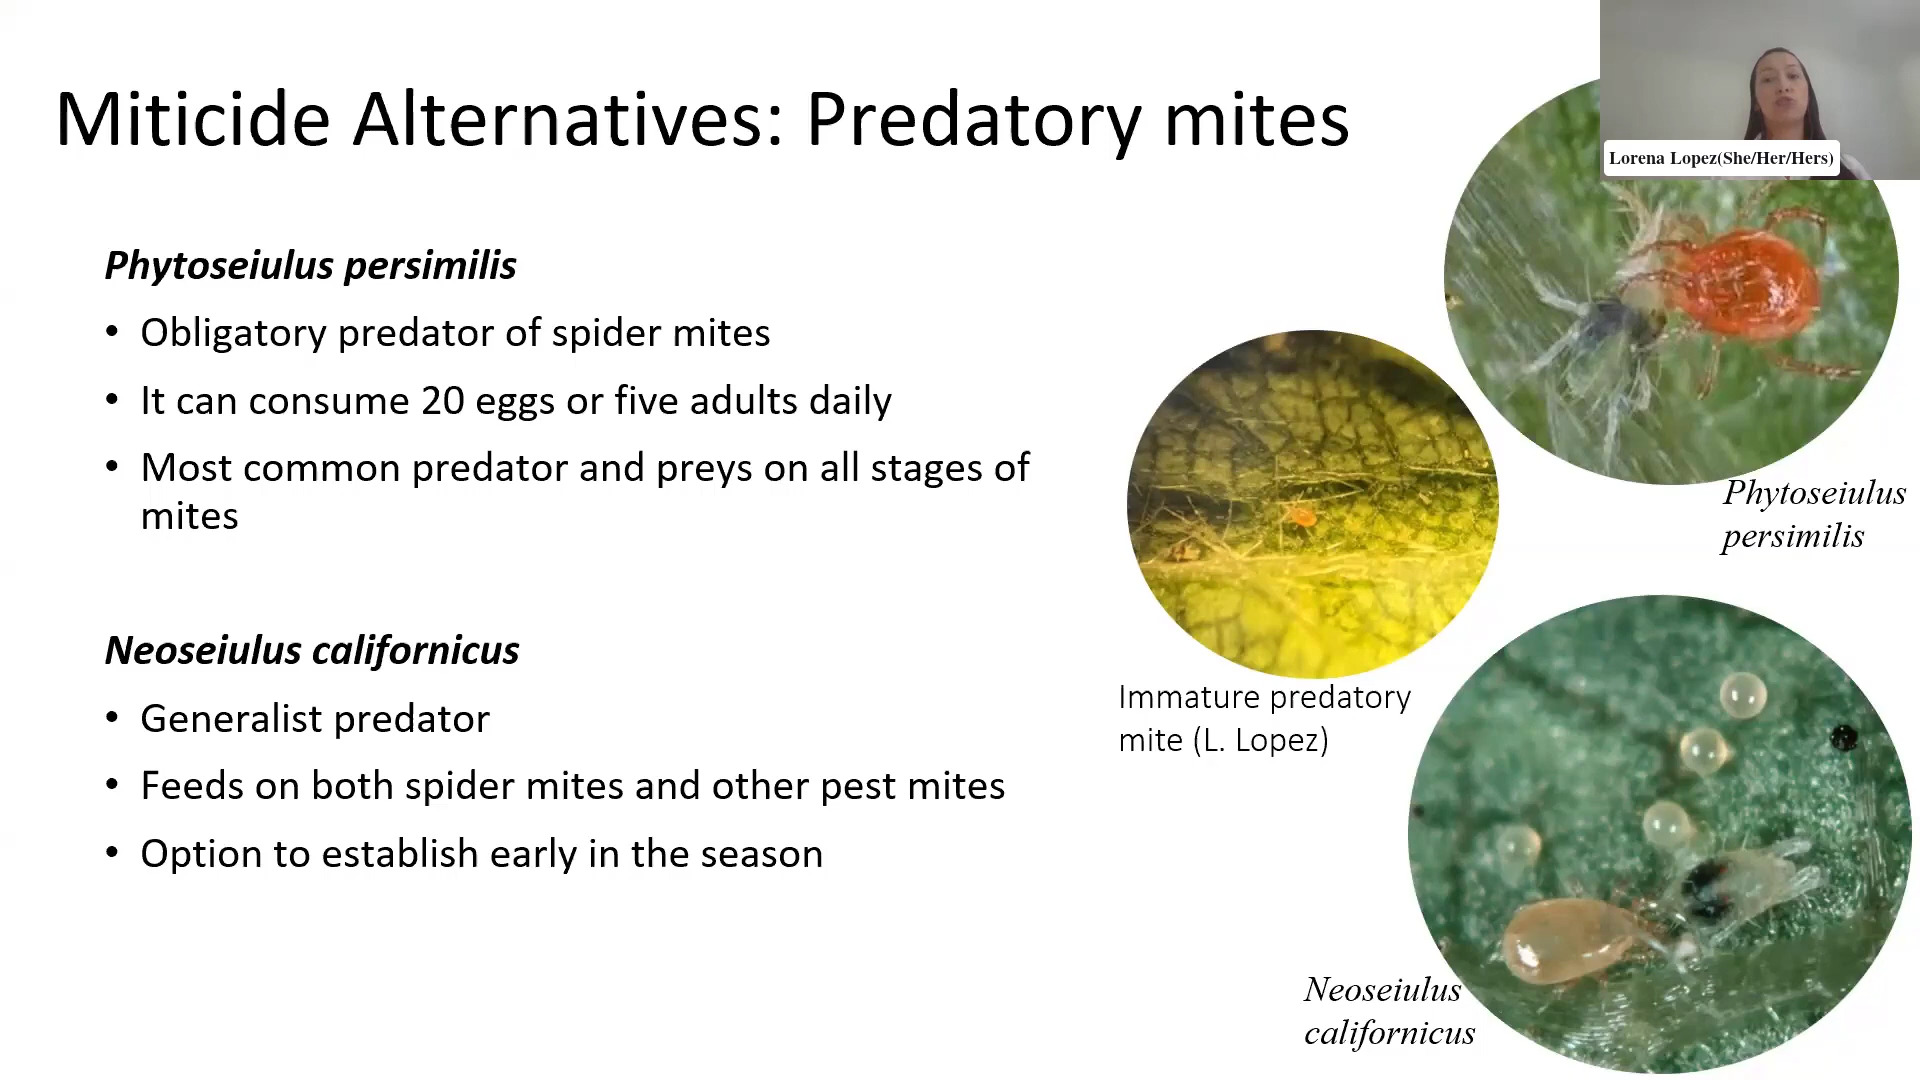 Miticide Alternatives: Predatory mites
Lorena Lopez(She/Her/Hers)
Phytoseiulus persimilis
• Obligatory predator of spider mites
• It can consume 20 eggs or five adults daily
• Most common predator and preys on all stages of
mites
Neoseiulus californicus
• Generalist predator
• Feeds on both spider mites and other pest mites
• Option to establish early in the season
Phytoseiulus
persimilis
Immature predatory
mite (L. Lopez)
Neoseiulus
californicus